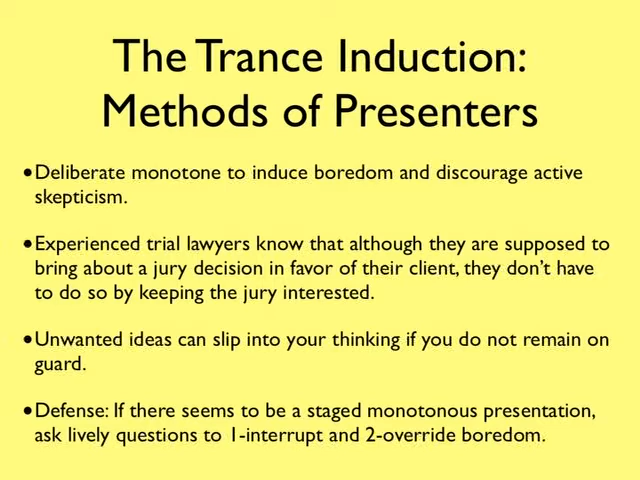 The Trance Induction:
Methods of Presenters
•Deliberate monotone to induce boredom and discourage active
skepticism.
•Experienced trial lawyers know that although they are supposed to
bring about a jury decision in favor of their client, they don’t have
to do so by keeping the jury interested.
•Unwanted ideas can slip into your thinking if you do not remain on
guard.
•Defense: If there seems to be a staged monotonous presentation,
ask lively questions to 1-interrupt and 2-override boredom.